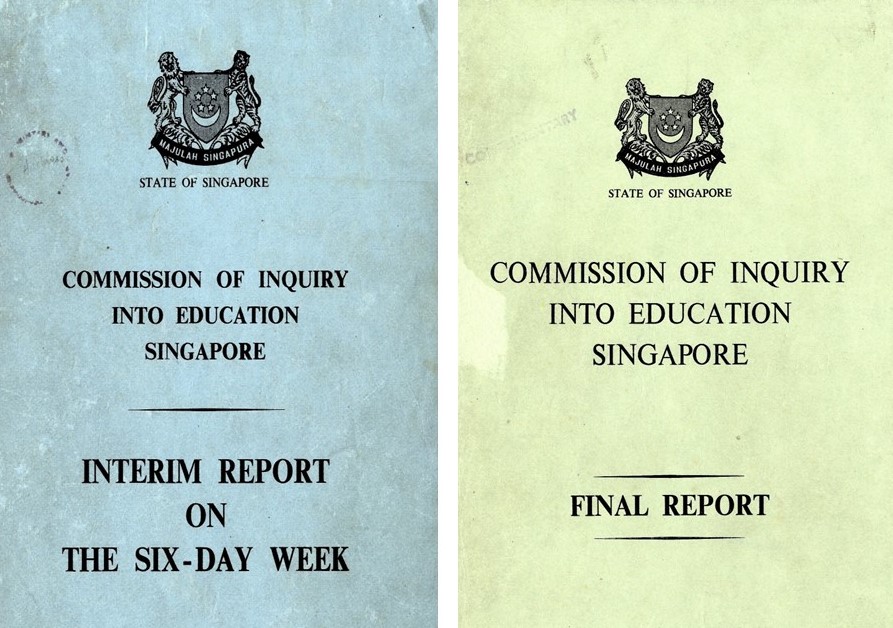 MAJULAH SINGAPURA
STATE OF SINGAPORE
COMMISSION OF INQUIRY
INTO EDUCATION
SINGAPORE
INTERIM REPORT
ON
THE SIX-DAY WEEK
MAJULAH SINGAPURA
STATE OF SINGAPORE
COMMISSION OF INQUIRY
INTO EDUCATION
SINGAPORE
FINAL REPORT